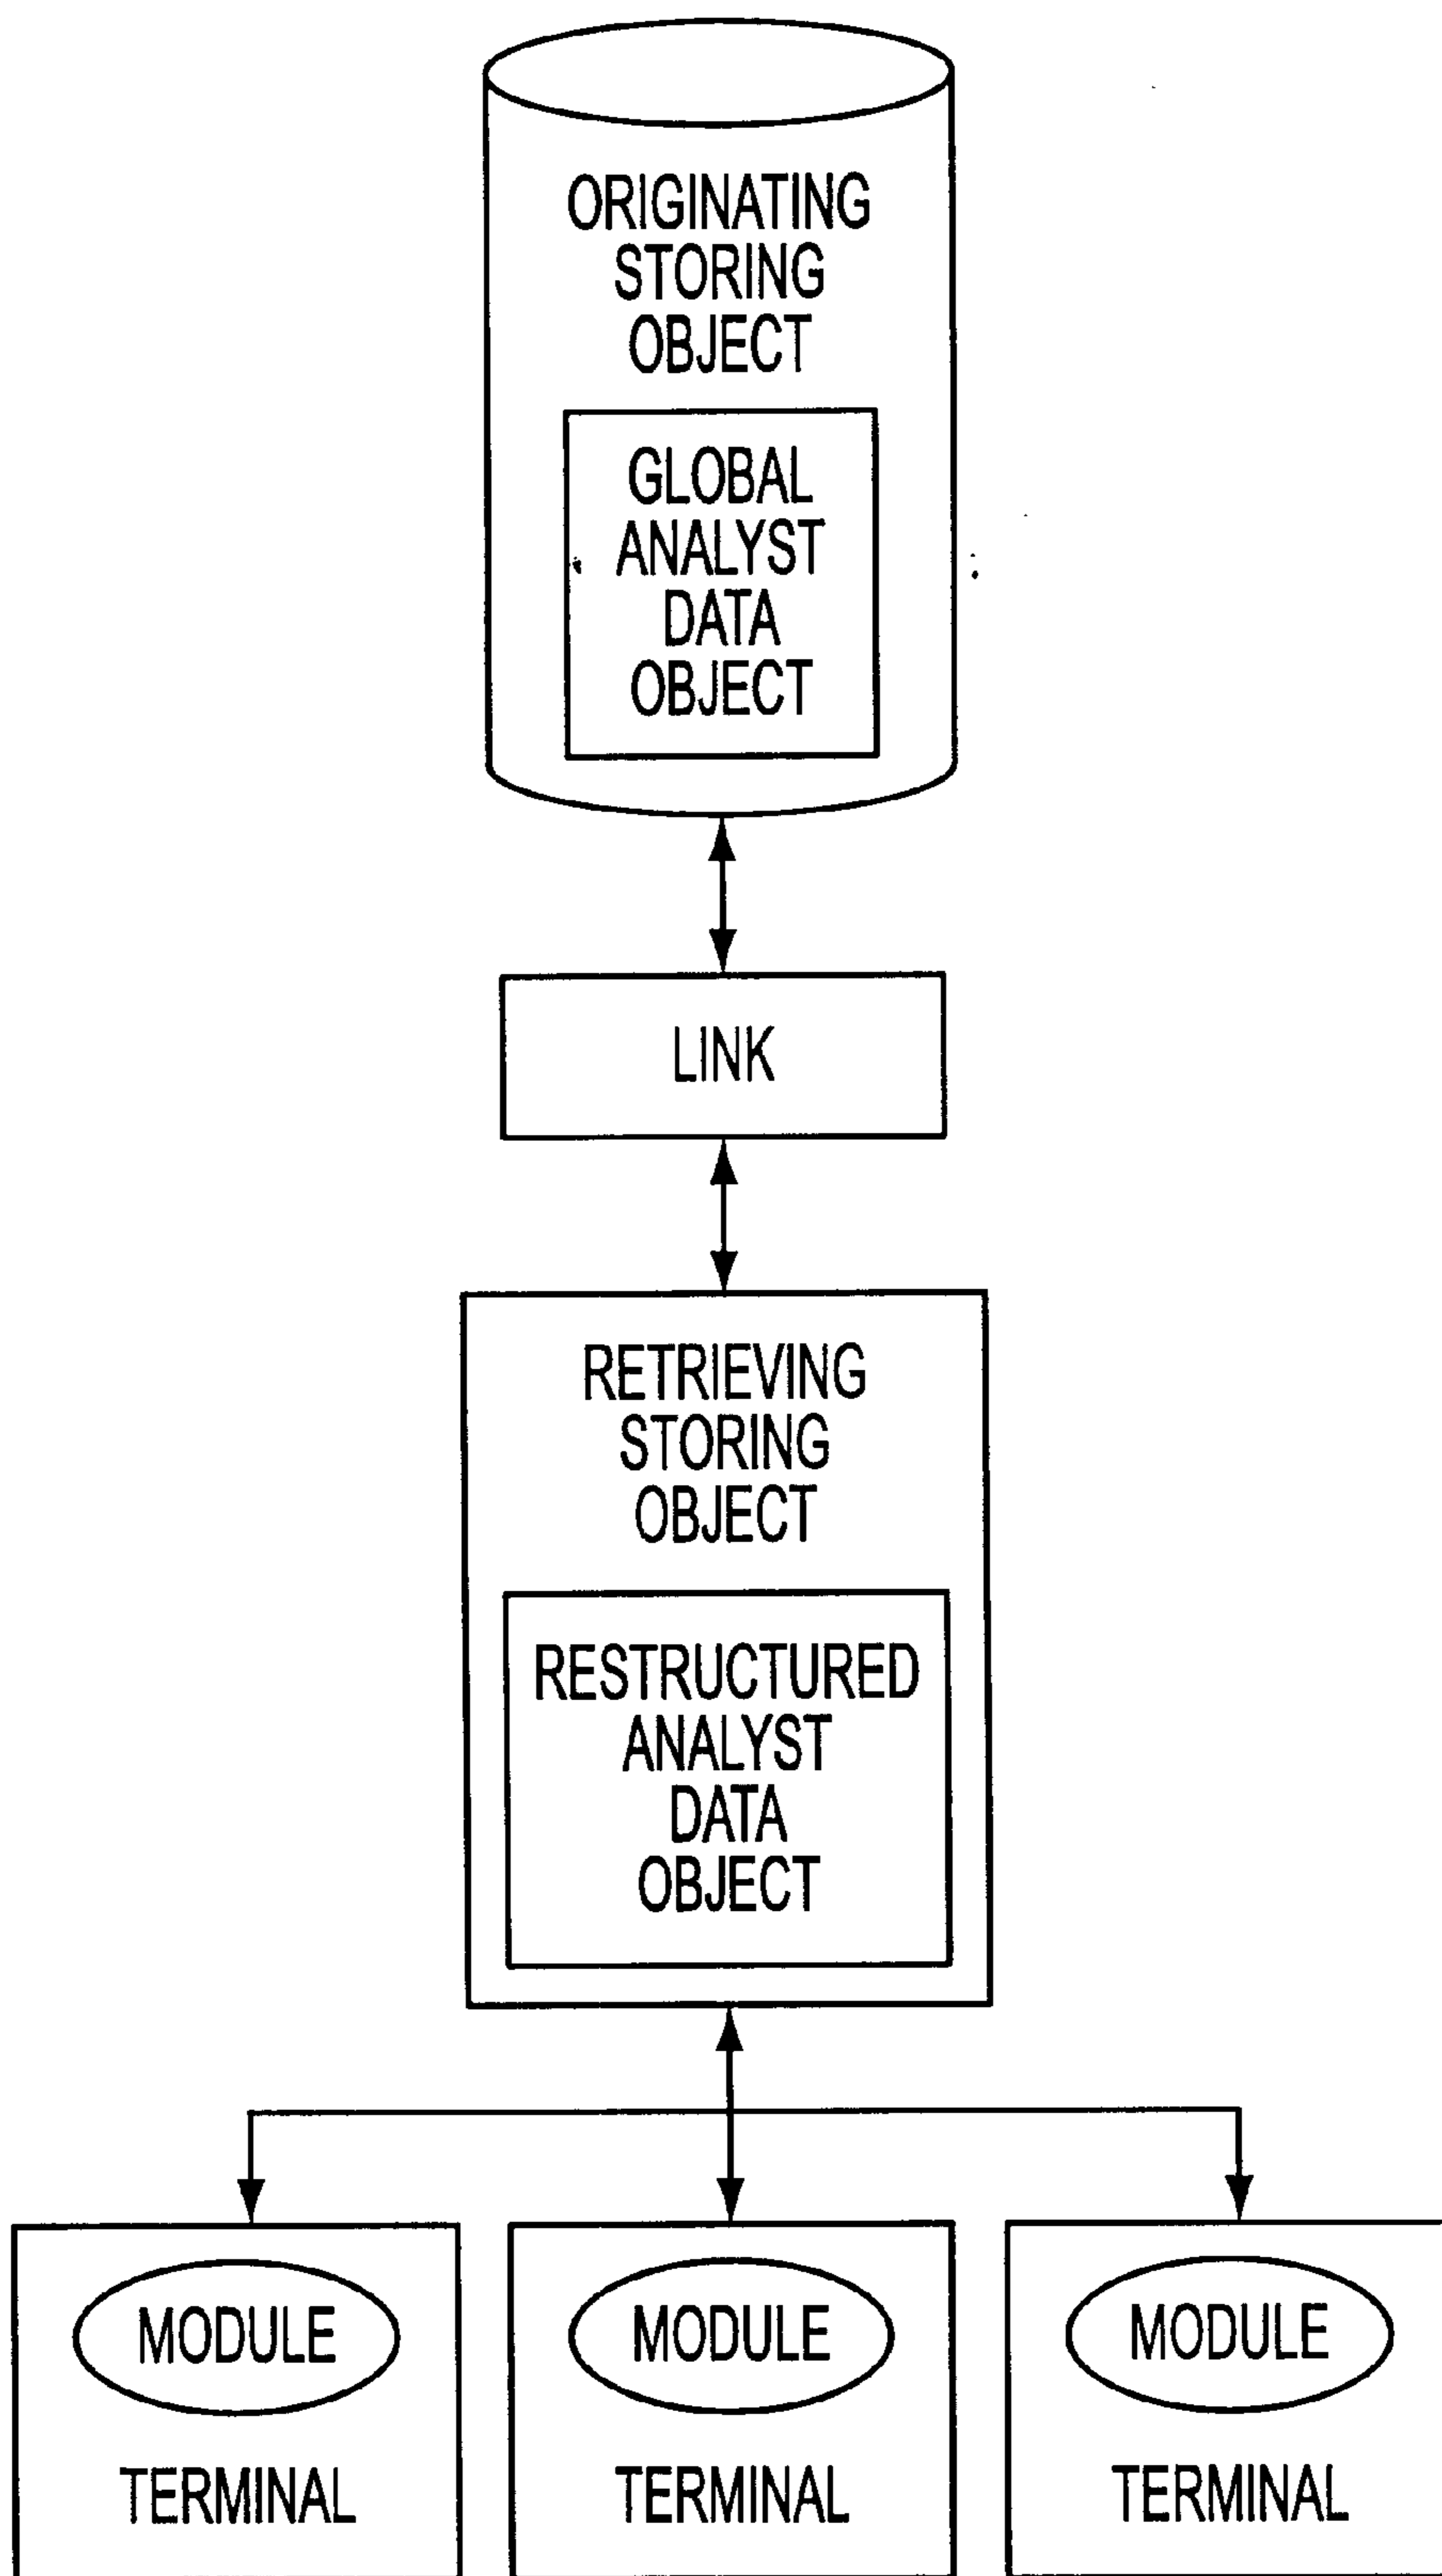 ORIGINATING
STORING
OBJECT
GLOBAL
ANALYST
DATA
OBJECT
LINK
RETRIEVING
STORING
OBJECT
RESTRUCTURED
ANALYST
DATA
OBJECT
MODULE
TERMINAL
MODULE
TERMINAL
MODULE
TERMINAL